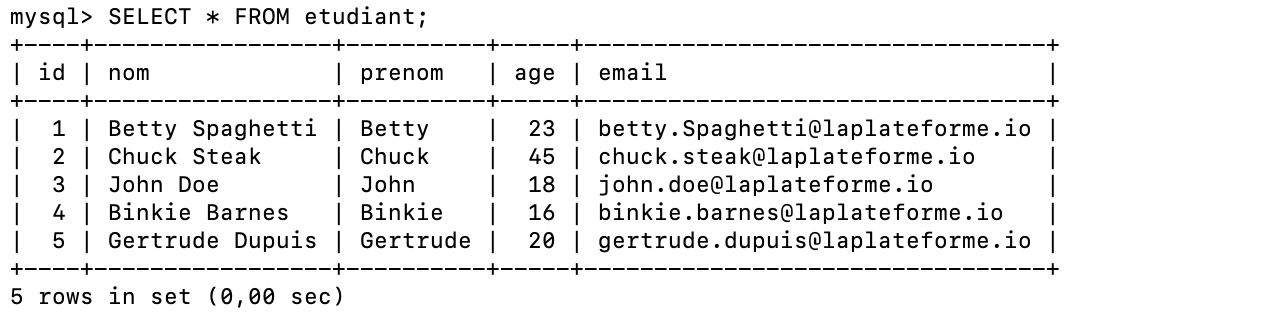 mysql> SELECT * FROM etudiant;
+----+-----------------+----------+-----+---------------------------------+
| id | nom             | prenom   | age | email                           |
+----+-----------------+----------+-----+---------------------------------+
|  1 | Betty Spaghetti | Betty    |  23 | betty.Spaghetti@laplateforme.io |
|  2 | Chuck Steak     | Chuck    |  45 | chuck.steak@laplateforme.io     |
|  3 | John Doe        | John     |  18 | john.doe@laplateforme.io        |
|  4 | Binkie Barnes   | Binkie   |  16 | binkie.barnes@laplateforme.io   |
|  5 | Gertrude Dupuis | Gertrude |  20 | gertrude.dupuis@laplateforme.io |
+----+-----------------+----------+-----+---------------------------------+
5 rows in set (0,00 sec)